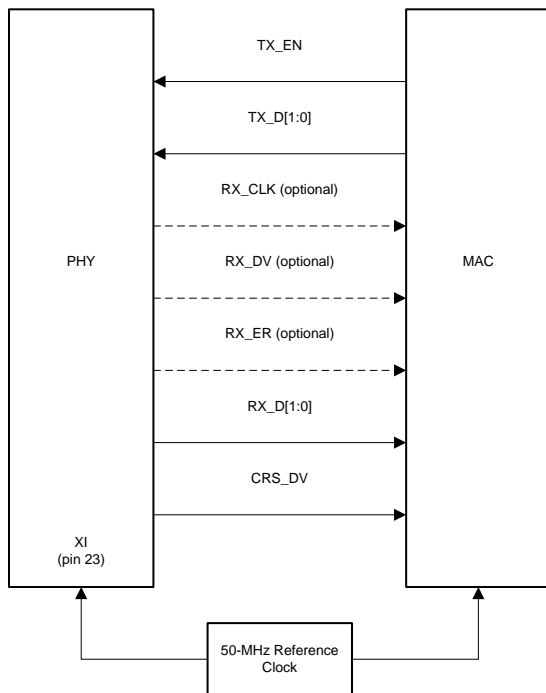 TX_EN
TX_D[1:0]
RX_CLK (optional)
PHY
RX_DV (optional)
MAC
RX_ER (optional)
RX_D[1:0]
CRS_DV
XI
(pin 23)
50-MHz Reference
Clock